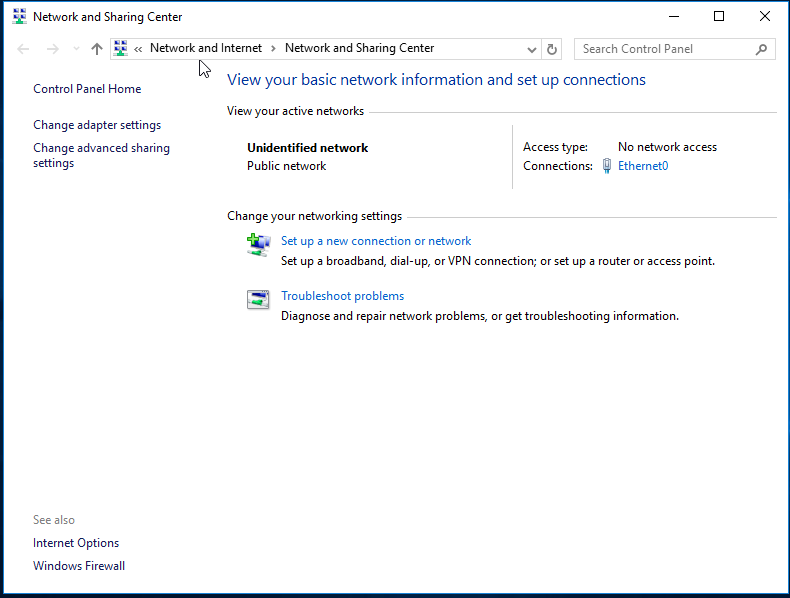 Network and Sharing Center
« Network and Internet > Network and Sharing Center
Search Control Panel
Control Panel Home
Change adapter settings
Change advanced sharing
settings
View your basic network information and set up connections
View your active networks
Unidentified network
Public network
Access type: No network access
Connections: Ethernet0
Change your networking settings
Set up a new connection or network
Set up a broadband, dial-up, or VPN connection; or set up a router or access point.
Troubleshoot problems
Diagnose and repair network problems, or get troubleshooting information.
See also
Internet Options
Windows Firewall